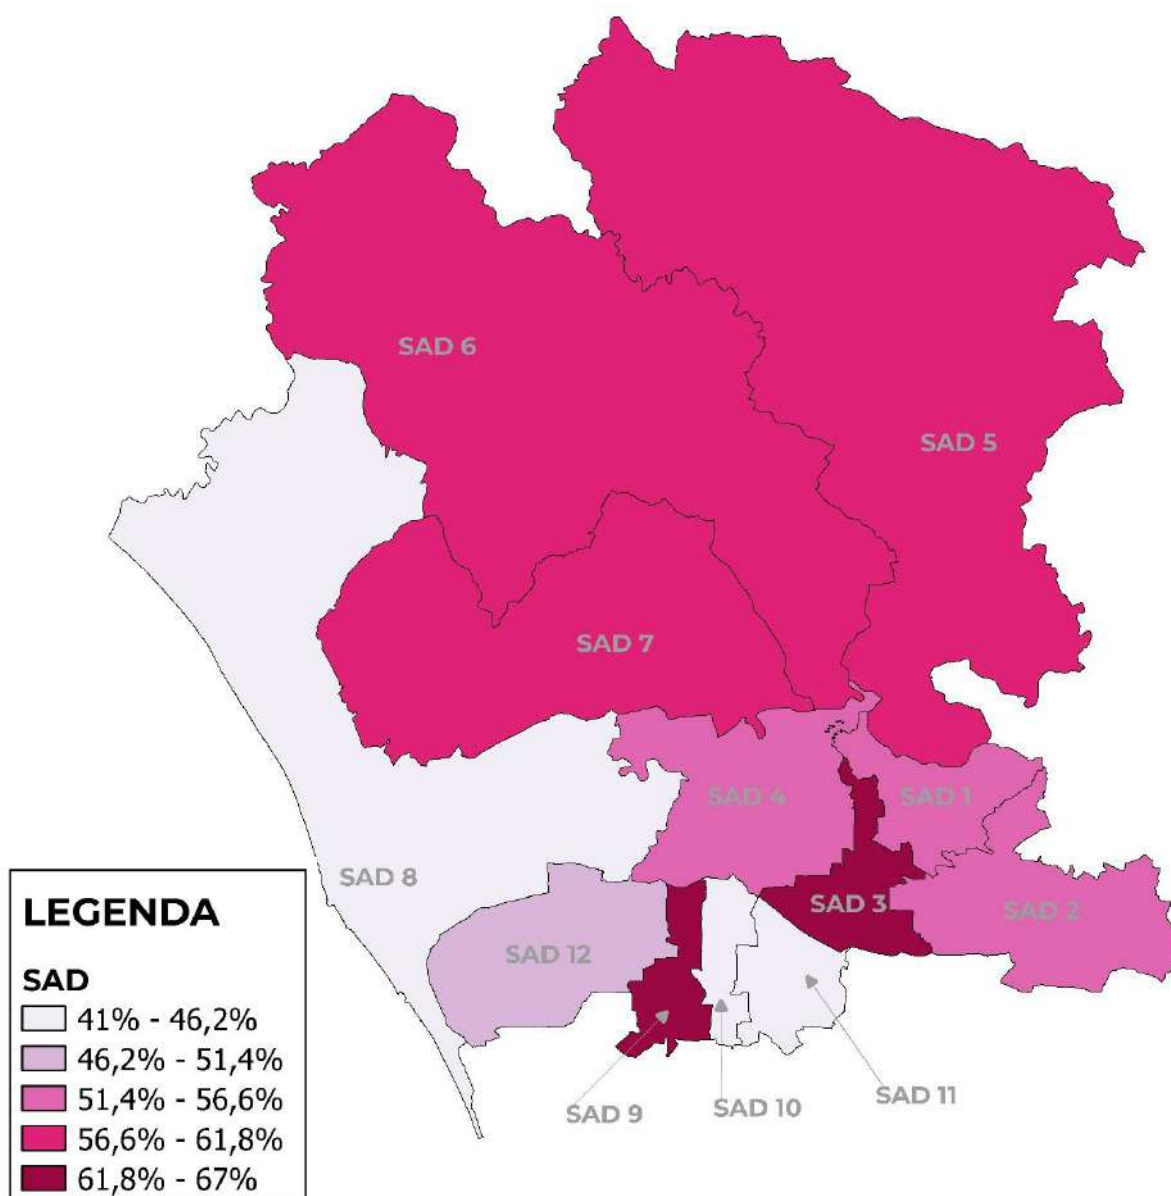 SAD 6
SAD 5
SAD 7
SAD 4
SAD 1
SAD 8
SAD 3
SAD 2
SAD 12
SAD 9
SAD 10
SAD 11
LEGENDA
SAD
41% - 46,2%
46,2% - 51,4%
51,4% - 56,6%
56,6% - 61,8%
61,8% - 67%